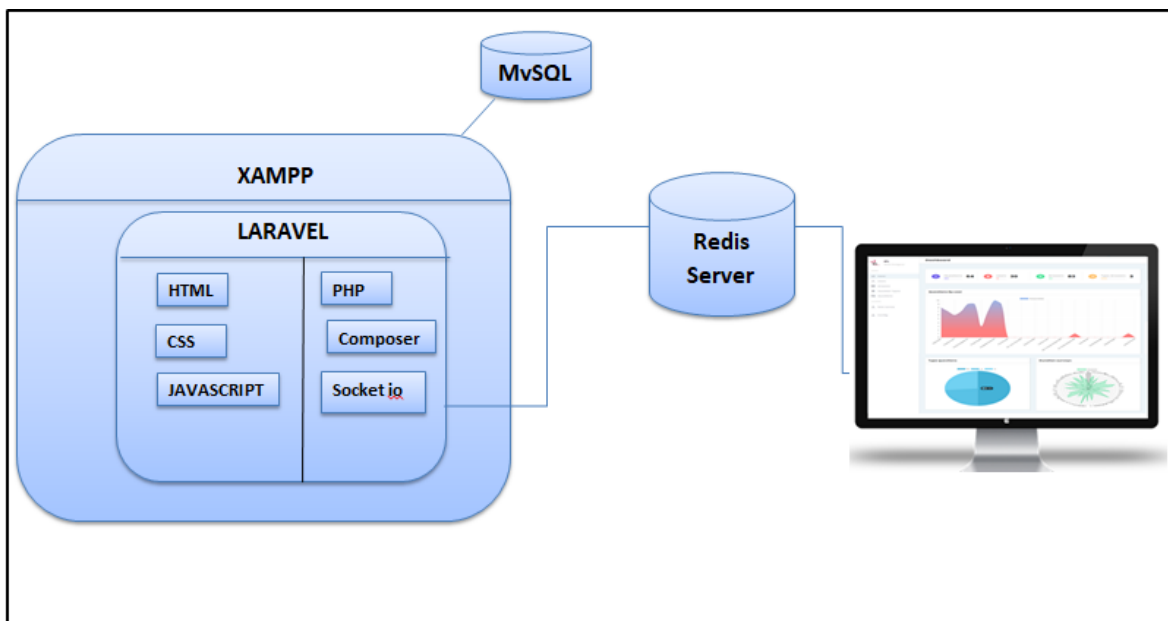 MvSQL
XAMPP
LARAVEL
HTML
PHP
CSS
Composer
JAVASCRIPT
Socket io
Redis
Server